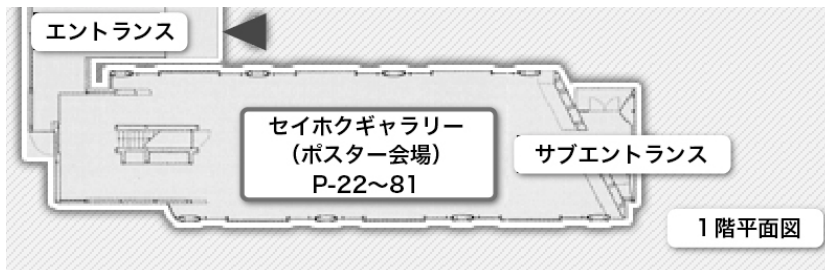 エントランス
セイホクギャラリー
（ポスター会場）
P-22〜81
サブエントランス
1階平面図